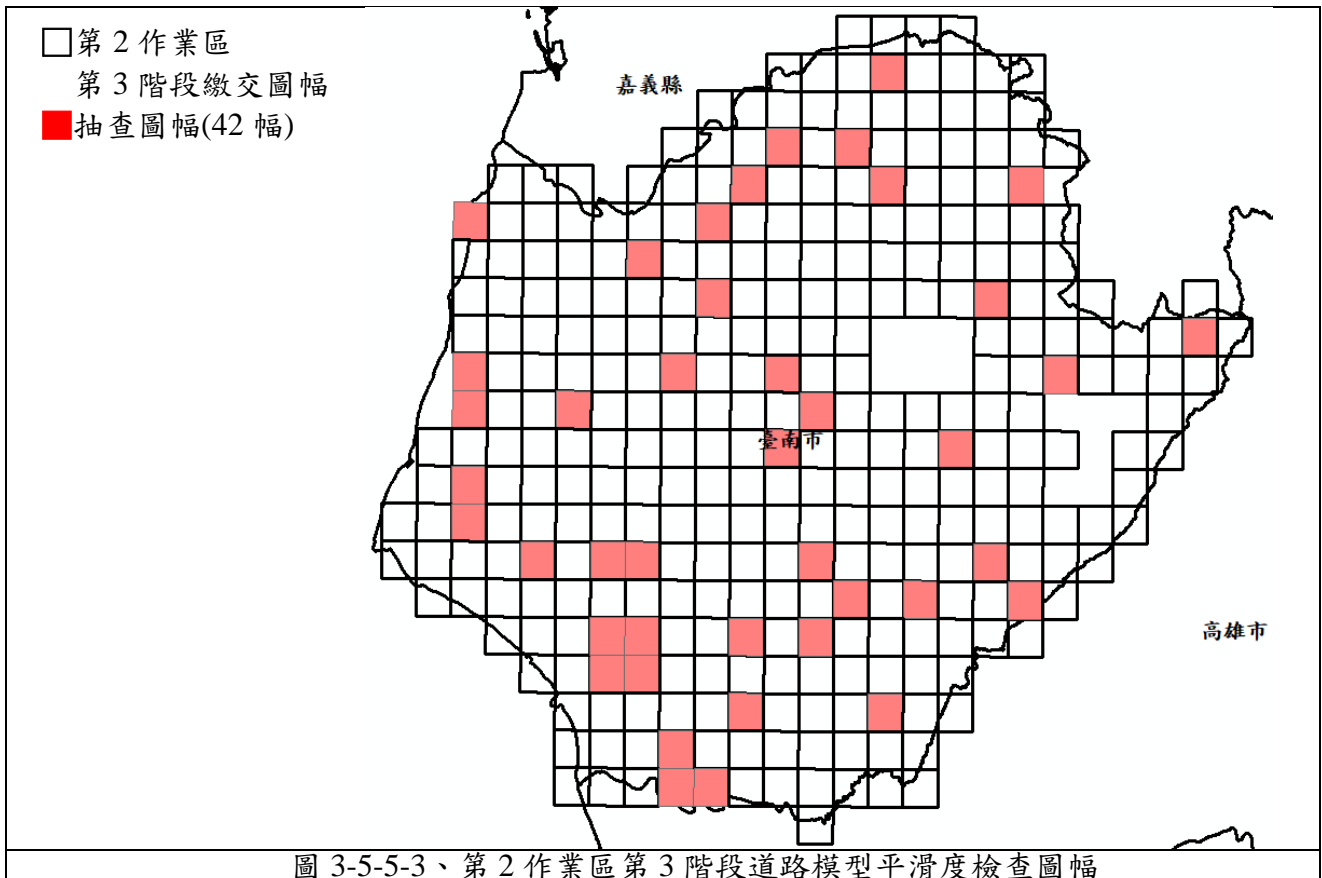 □第 2 作業區
第 3 階段繳交圖幅
■抽查圖幅(42 幅)
嘉義縣
臺南市
高雄市
圖 3-5-5-3、第 2 作業區第 3 階段道路模型平滑度檢查圖幅